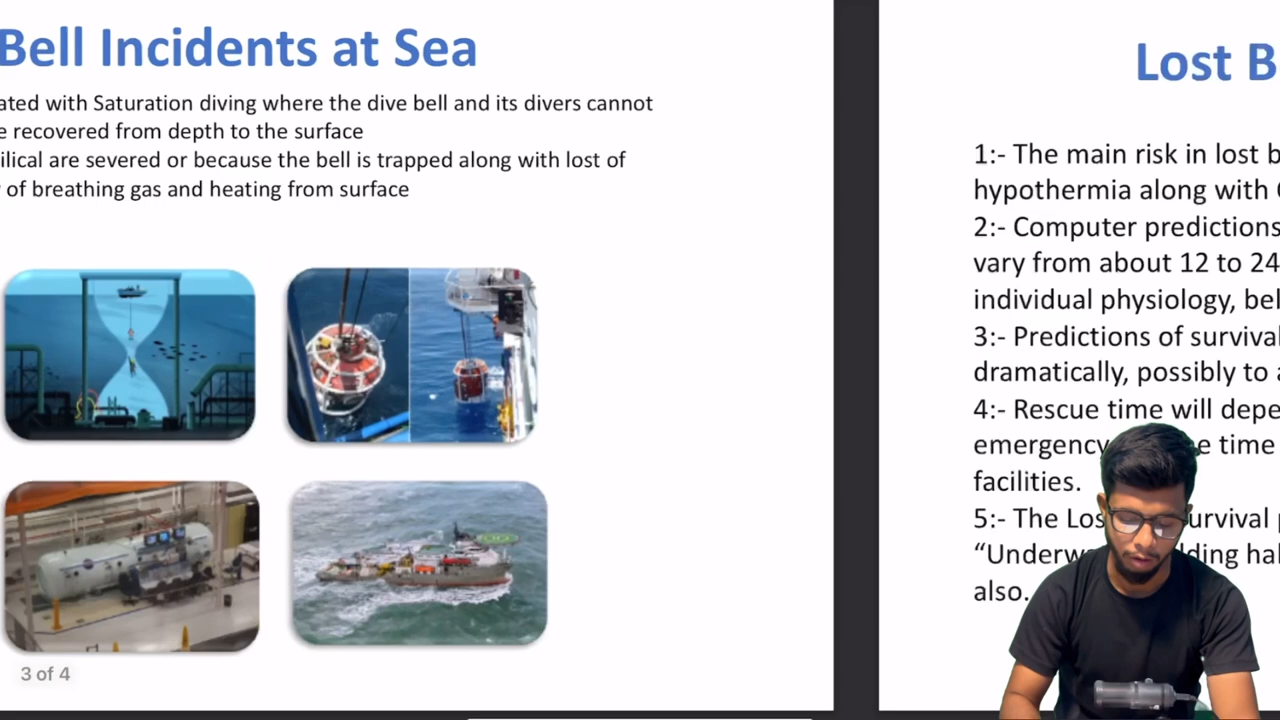 Bell Incidents at Sea
ated with Saturation diving where the dive bell and its divers cannot
e recovered from depth to the surface
ilical are severed or because the bell is trapped along with lost of
of breathing gas and heating from surface
3 of 4
Lost B
1:- The main risk in lost b
hypothermia along with
2:- Computer predictions
vary from about 12 to 24
individual physiology, bel
3:- Predictions of survival
dramatically, possibly to a
4:- Rescue time will depe
emergency e time
facilities.
5:- The Los urvival
“Underw lding hal
also.